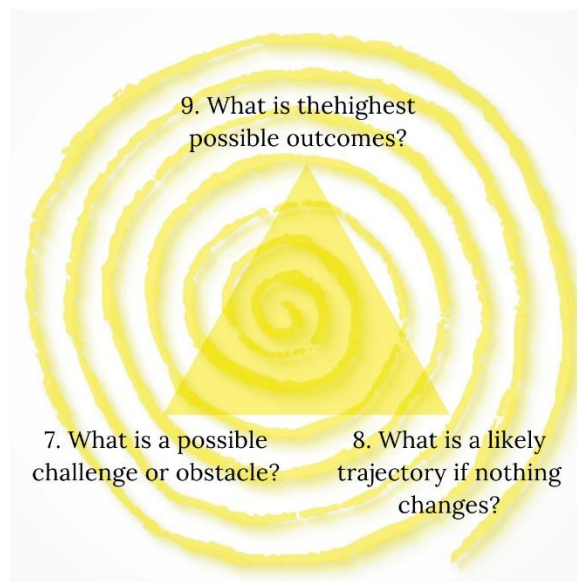 9. What is thehighest
possible outcomes?
7. What is a possible
challenge or obstacle?
8. What is a likely
trajectory if nothing
changes?